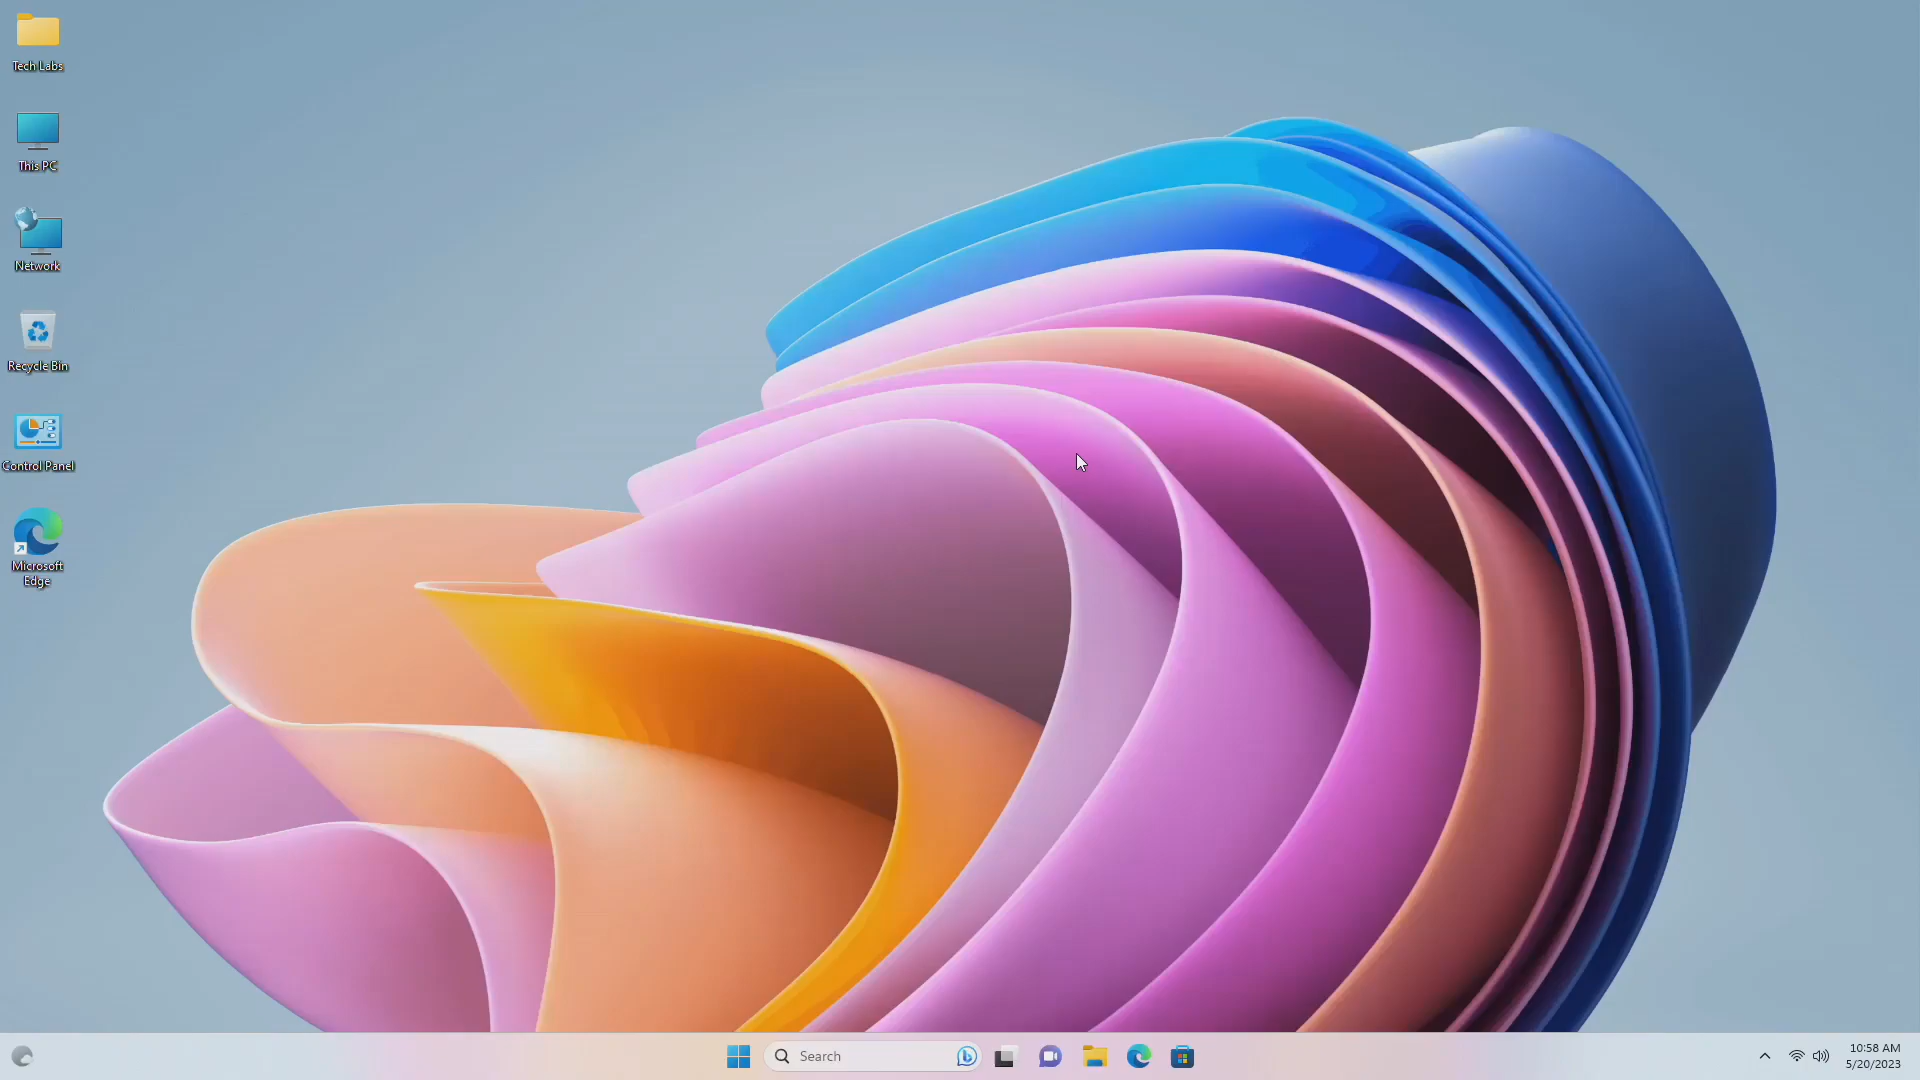 Tech Labs
This PC
Network
Recycle Bin
Control Panel
Microsoft
Edge
Search
10:58 AM
5/20/2023